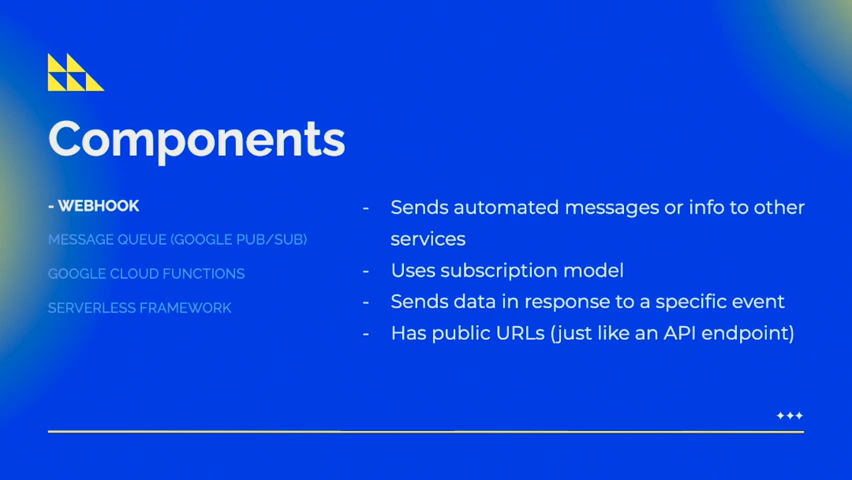 Components
- WEBHOOK
MESSAGE QUEUE (GOOGLE PUB/SUB)
GOOGLE CLOUD FUNCTIONS
SERVERLESS FRAMEWORK
- Sends automated messages or info to other
services
- Uses subscription model
- Sends data in response to a specific event
- Has public URLs (just like an API endpoint)